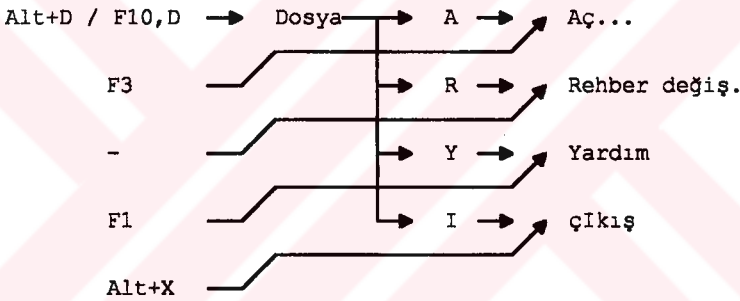 Alt+D / F10,D Dosya A Aç...
F3 R Rehber değiş.
- Y Yardım
F1 I çIkış
Alt+X